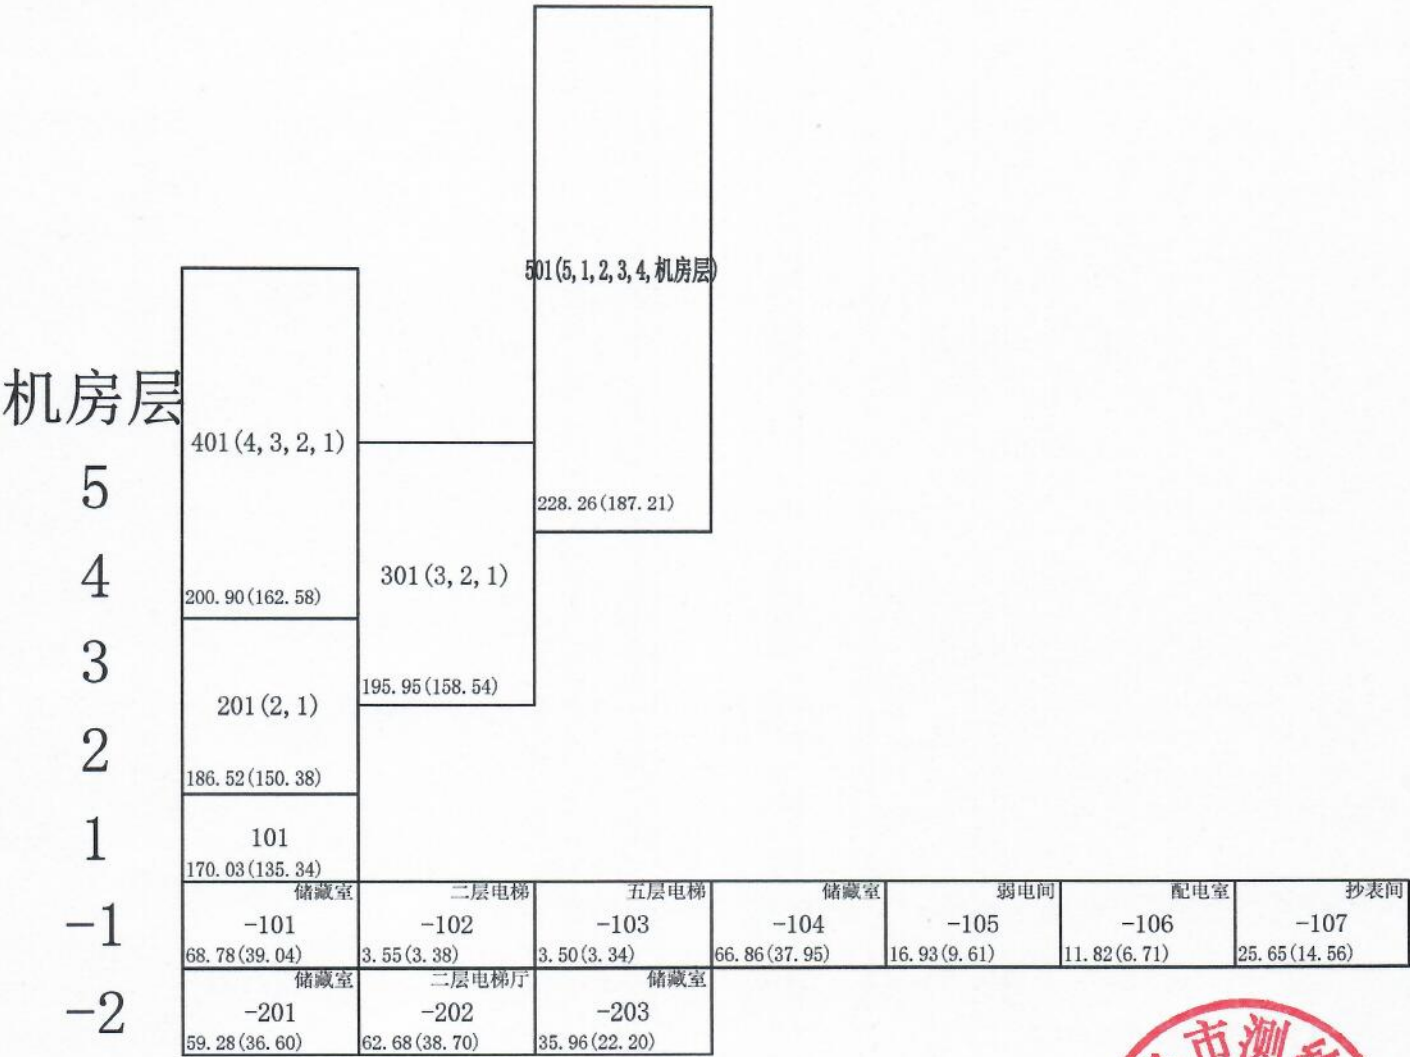 501(5,1,2,3,4,机房层)
228.26(187.21)
机房层
5
4
3
2
1
-1
-2
401(4,3,2,1)
200.90(162.58)
301(3,2,1)
195.95(158.54)
201(2,1)
186.52(150.38)
101
170.03(135.34)
储藏室
-101
68.78(39.04)
二层电梯
-102
3.55(3.38)
五层电梯
-103
3.50(3.34)
储藏室
-104
66.86(37.95)
弱电间
-105
16.93(9.61)
配电室
-106
11.82(6.71)
抄表间
-107
25.65(14.56)
储藏室
-201
59.28(36.60)
二层电梯厅
-202
62.68(38.70)
储藏室
-203
35.96(22.20)
市测